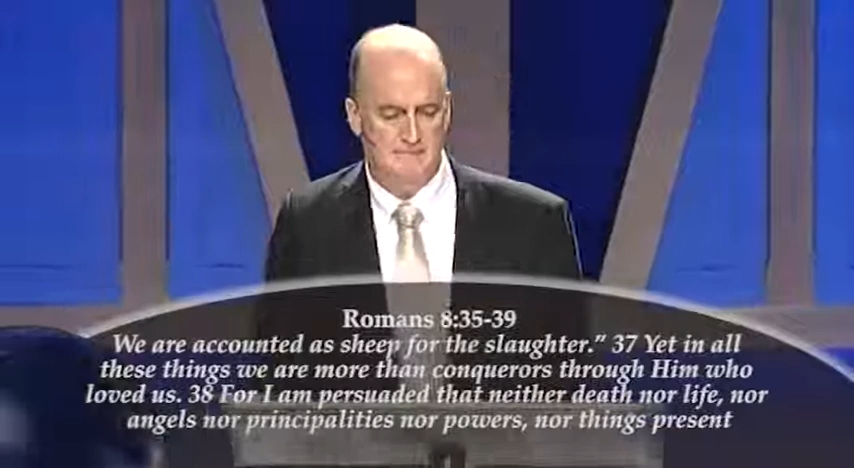 Romans 8:35-39
We are accounted as sheep for the slaughter.” 37 Yet in all
these things we are more than conquerors through Him who
loved us. 38 For I am persuaded that neither death nor life, nor
angels nor principalities nor powers, nor things present